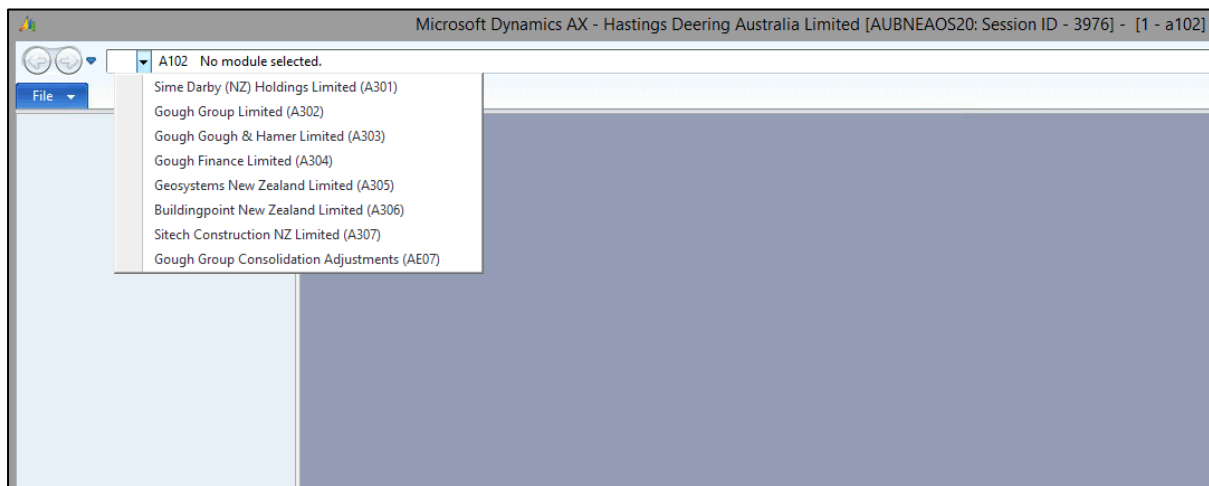 Microsoft Dynamics AX - Hastings Deering Australia Limited [AUBNEAOS20: Session ID - 3976] - [1 - a102]
A102 No module selected.
File
Sime Darby (NZ) Holdings Limited (A301)
Gough Group Limited (A302)
Gough Gough & Hamer Limited (A303)
Gough Finance Limited (A304)
Geosystems New Zealand Limited (A305)
Buildingpoint New Zealand Limited (A306)
Sitech Construction NZ Limited (A307)
Gough Group Consolidation Adjustments (AE07)